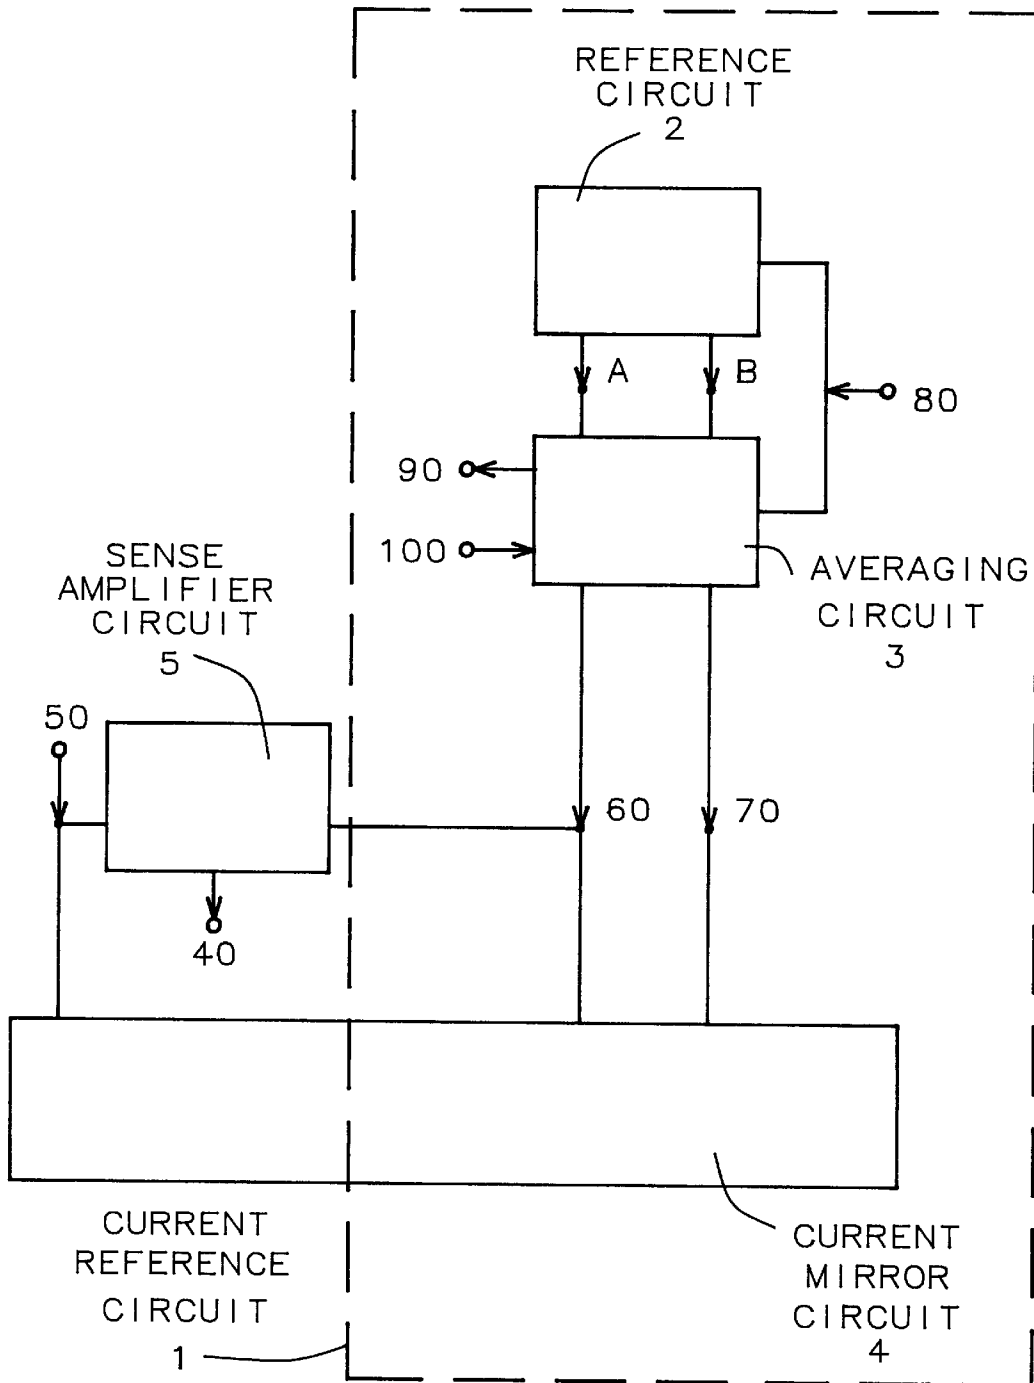 REFERENCE
CIRCUIT
2
A
B
80
90
100
SENSE
AMPLIFIER
CIRCUIT
5
AVERAGING
CIRCUIT
3
50
60
70
40
CURRENT
REFERENCE
CIRCUIT
1
CURRENT
MIRROR
CIRCUIT
4